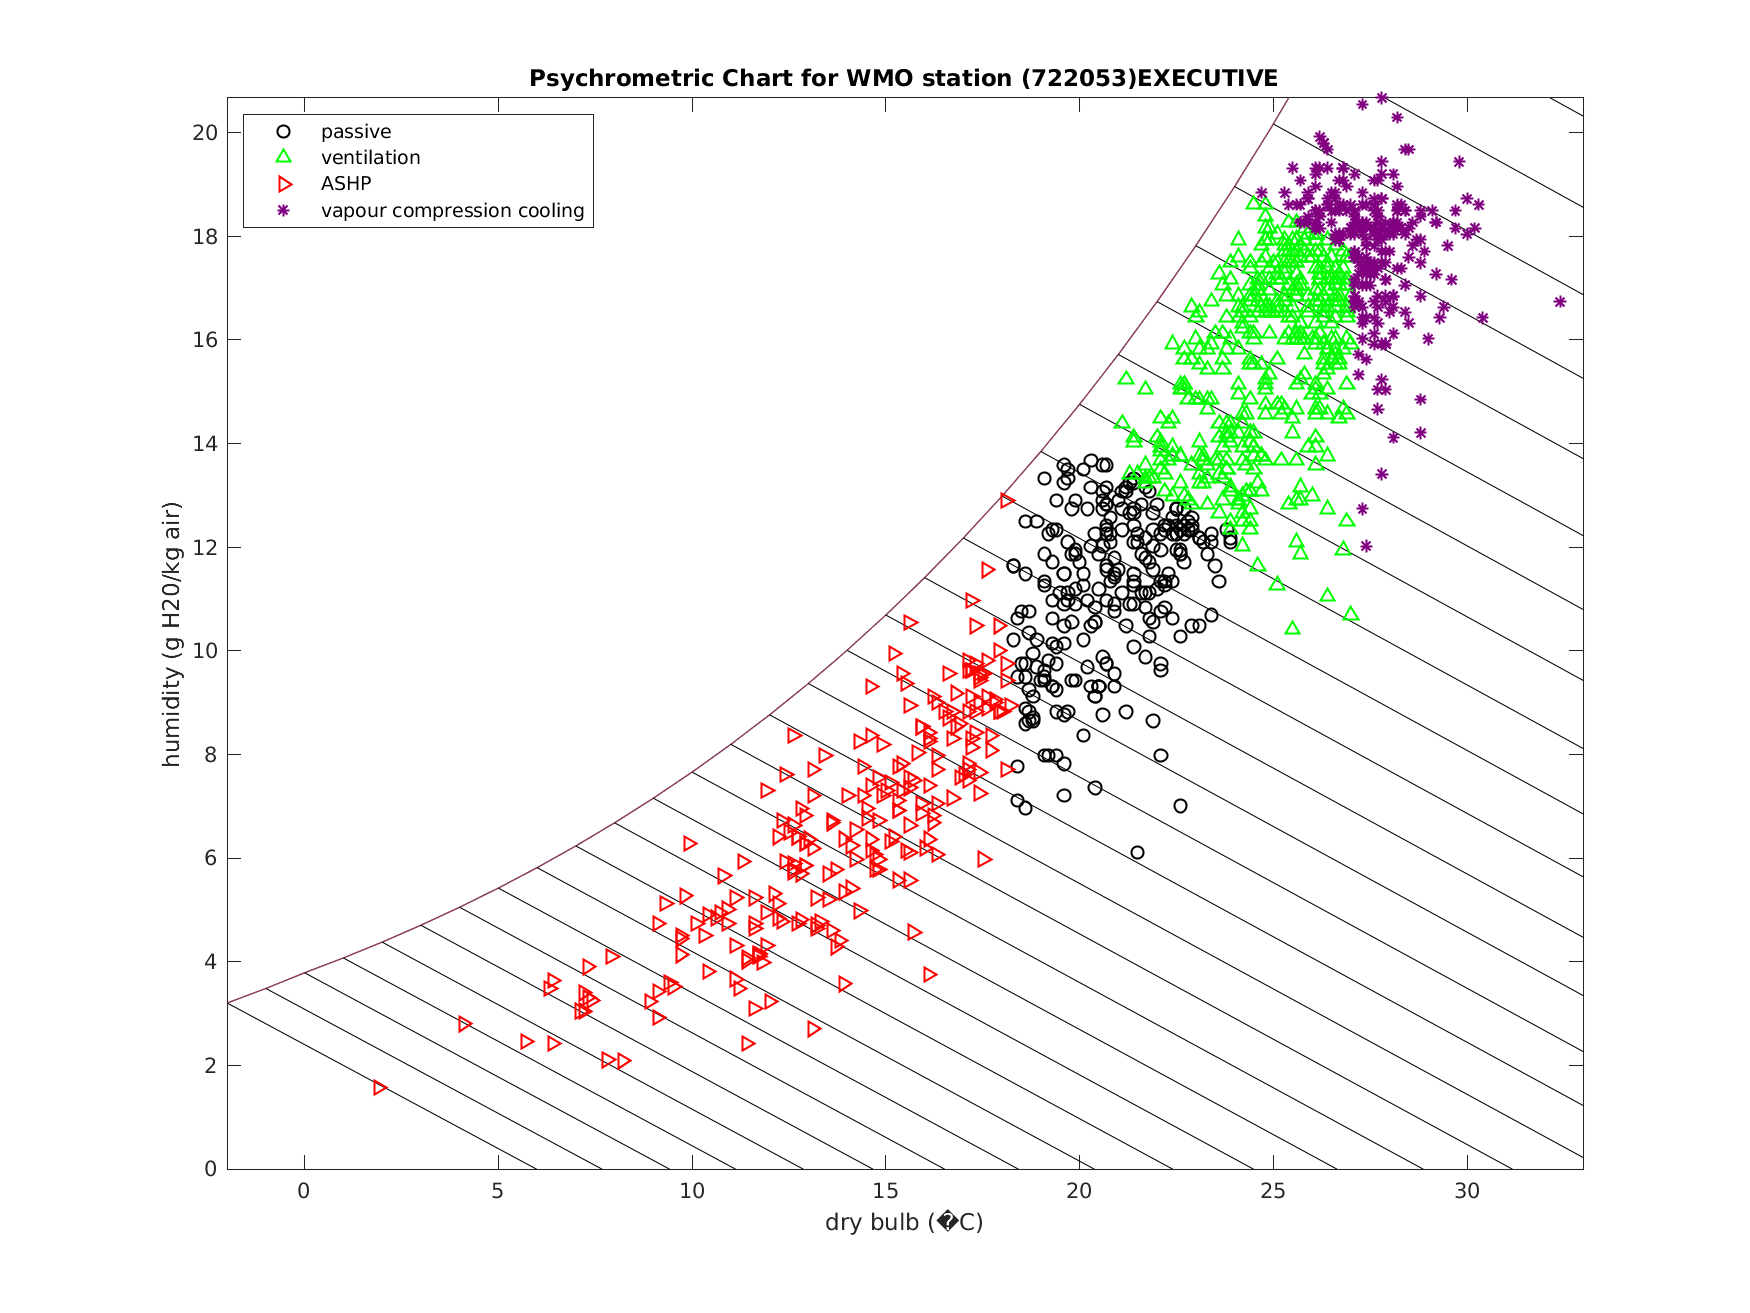 Psychrometric Chart for WMO station (722053)EXECUTIVE
passive
ventilation
ASHP
vapour compression cooling
humidity (g H20/kg air)
20
18
16
14
12
10
8
6
4
2
0
0 5 10 15 20 25 30
dry bulb (�C)